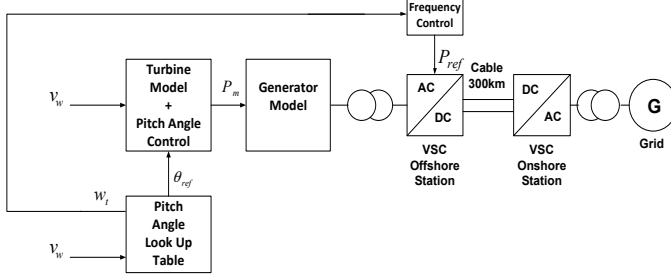 Frequency
Control
P_ref
Turbine
Model
+
Pitch Angle
Control
v_w
P_m
Generator
Model
AC
DC
Cable
300km
DC
AC
G
Grid
VSC
Offshore
Station
VSC
Onshore
Station
θ_ref
w_t
Pitch
Angle
Look Up
Table
v_w